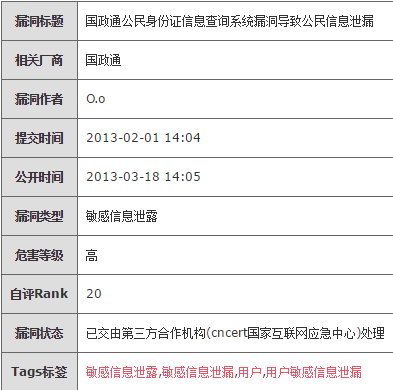 漏洞标题 国政通公民身份证信息查询系统漏洞导致公民信息泄漏
相关厂商 国政通
漏洞作者 O.o
提交时间 2013-02-01 14:04
公开时间 2013-03-18 14:05
漏洞类型 敏感信息泄露
危害等级 高
自评Rank 20
漏洞状态 已交由第三方合作机构(cncert国家互联网应急中心)处理
Tags标签 敏感信息泄露,敏感信息泄漏,用户,用户敏感信息泄漏